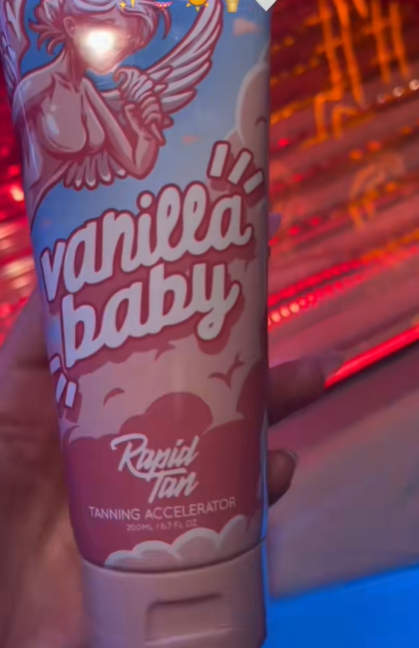 vanilla
baby
Rapid
Tan
TANNING ACCELERATOR
200ML / 6.7 FL OZ